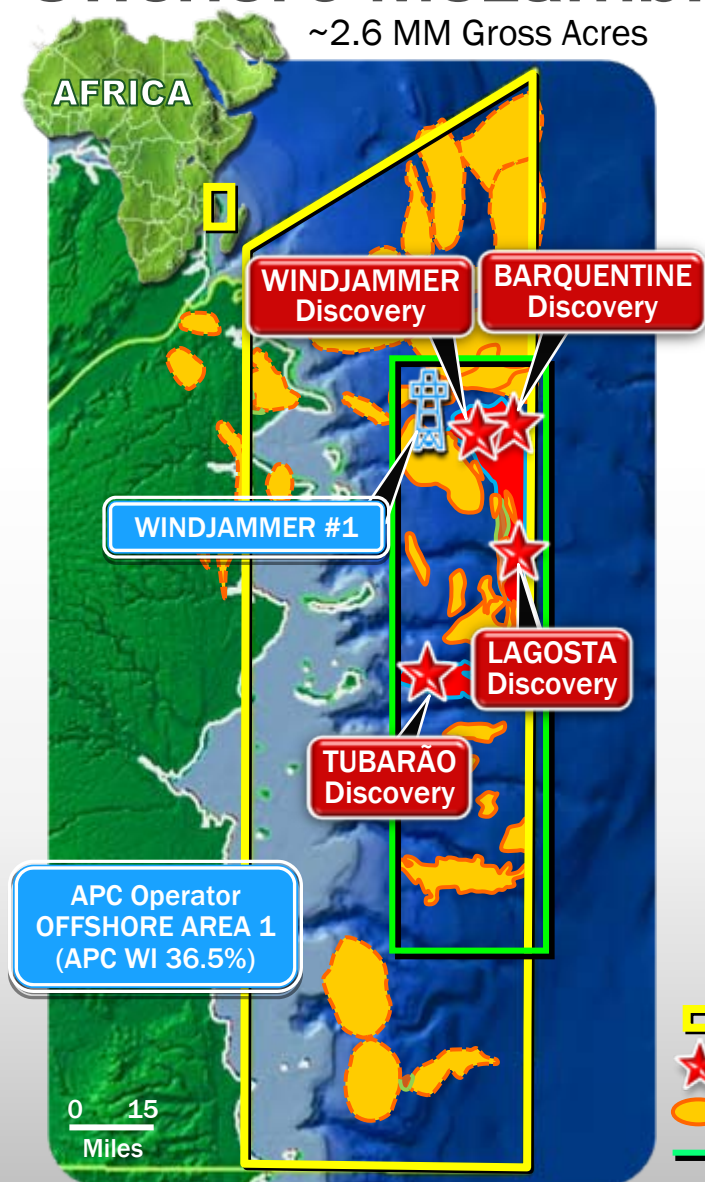 ~2.6 MM Gross Acres
AFRICA
WINDJAMMER
Discovery
BARQUENTINE
Discovery
WINDJAMMER #1
LAGOSTA
Discovery
TUBARÃO
Discovery
APC Operator
OFFSHORE AREA 1
(APC WI 36.5%)
0 15
Miles